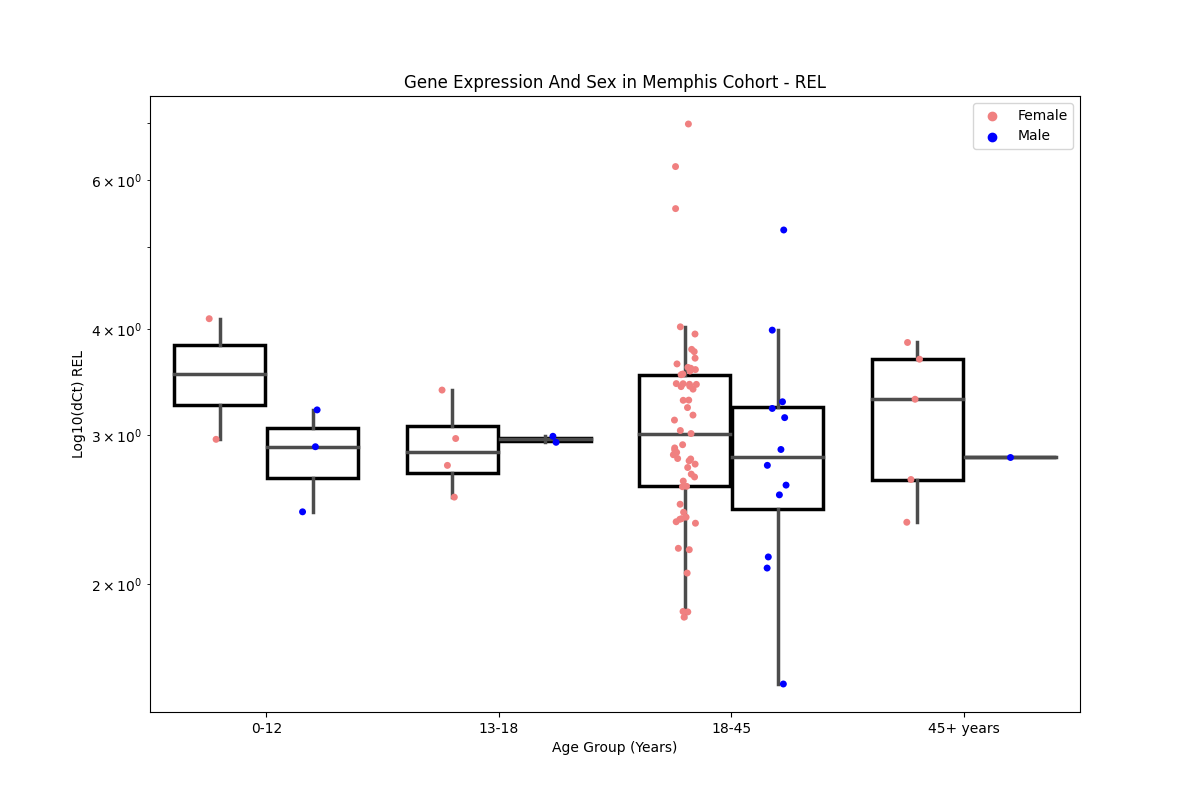 Gene Expression And Sex in Memphis Cohort - REL
Female
Male
6 × 10⁰
4 × 10⁰
3 × 10⁰
2 × 10⁰
Log10(dCt) REL
0-12
13-18
18-45
45+ years
Age Group (Years)